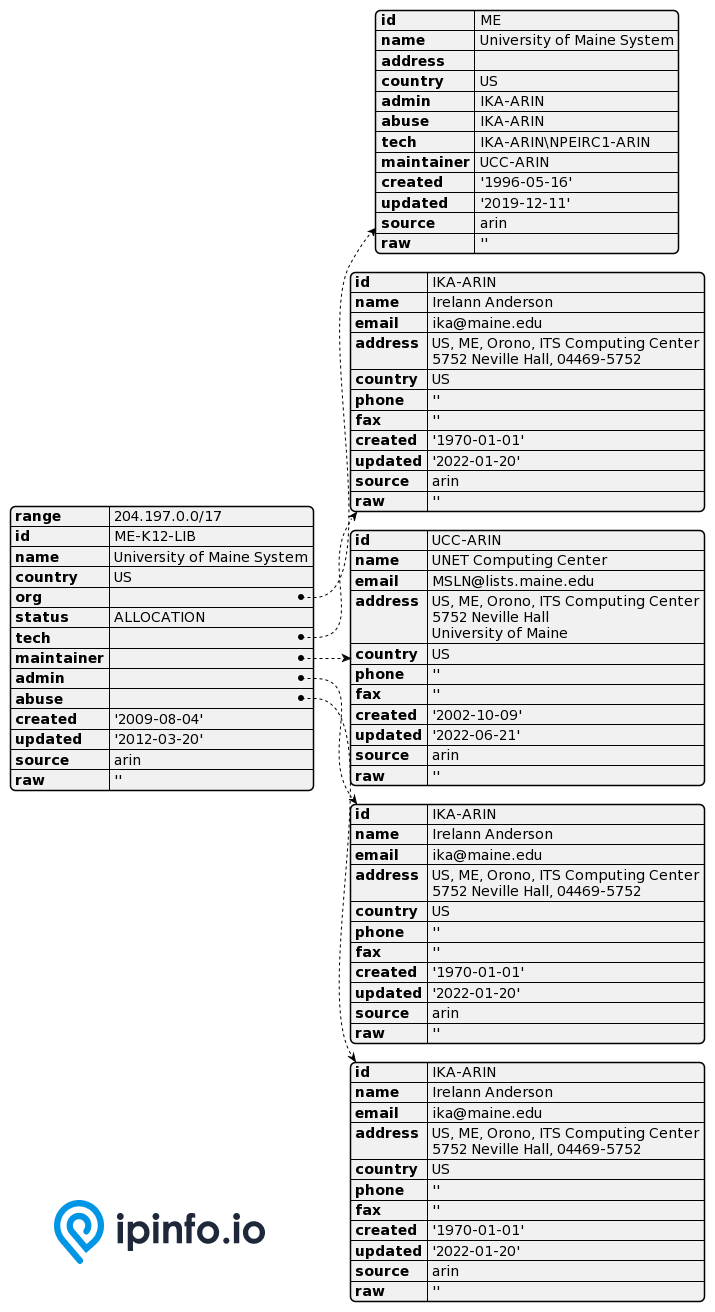 id ME
name University of Maine System
address
country US
admin IKA-ARIN
abuse IKA-ARIN
tech IKA-ARIN\NPEIRC1-ARIN
maintainer UCC-ARIN
created '1996-05-16'
updated '2019-12-11'
source arin
raw ''
id IKA-ARIN
name Irelann Anderson
email ika@maine.edu
address US, ME, Orono, ITS Computing Center
5752 Neville Hall, 04469-5752
country US
phone ''
fax ''
created '1970-01-01'
updated '2022-01-20'
source arin
raw ''
range 204.197.0.0/17
id ME-K12-LIB
name University of Maine System
country US
org
status ALLOCATION
tech
maintainer
admin
abuse
created '2009-08-04'
updated '2012-03-20'
source arin
raw ''
id UCC-ARIN
name UNET Computing Center
email MSLN@lists.maine.edu
address US, ME, Orono, ITS Computing Center
5752 Neville Hall
University of Maine
country US
phone ''
fax ''
created '2002-10-09'
updated '2022-06-21'
source arin
raw ''
id IKA-ARIN
name Irelann Anderson
email ika@maine.edu
address US, ME, Orono, ITS Computing Center
5752 Neville Hall, 04469-5752
country US
phone ''
fax ''
created '1970-01-01'
updated '2022-01-20'
source arin
raw ''
id IKA-ARIN
name Irelann Anderson
email ika@maine.edu
address US, ME, Orono, ITS Computing Center
5752 Neville Hall, 04469-5752
country US
phone ''
fax ''
created '1970-01-01'
updated '2022-01-20'
source arin
raw ''
ipinfo.io